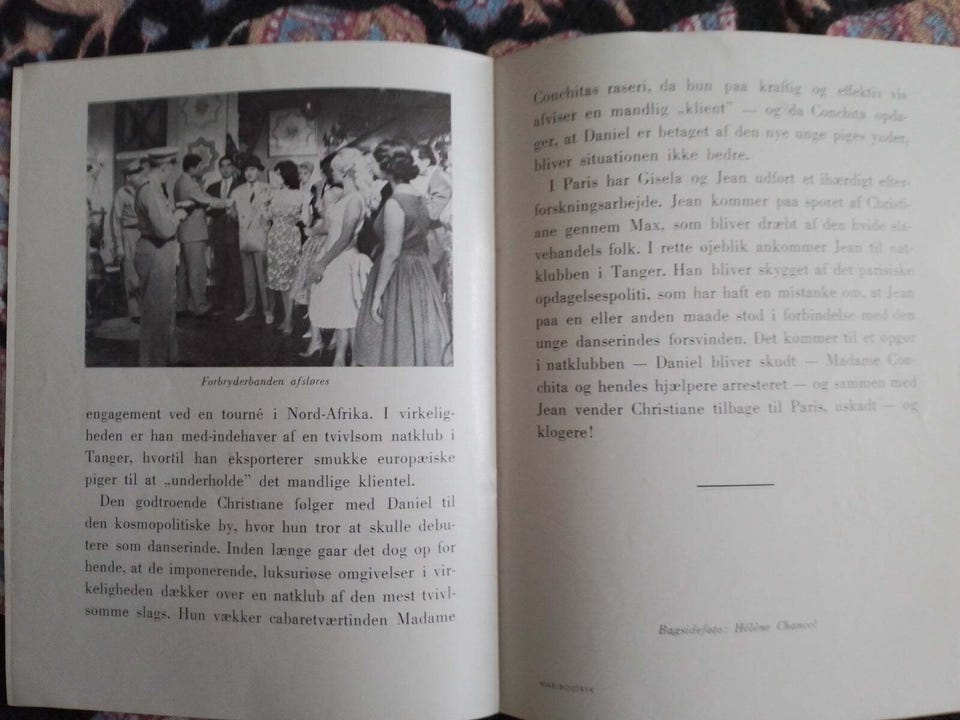 Forbryderbanden afsløres
engagement ved en tourné i Nord-Afrika. I virkelig-
heden er han med-indehaver af en tvivlsom natklub i
Tanger, hvortil han eksporterer smukke europæiske
piger til at „underholde” det mandlige klientel.
Den godtroende Christiane følger med Daniel til
den kosmopolitiske by, hvor hun tror at skulle debu-
tere som danserinde. Inden længe gaar det dog op for
hende, at de imponerende, luksuriøse omgivelser i vir-
keligheden dækker over en natklub af den mest tvivl-
somme slags. Hun vækker cabaretværtinden Madame
Conchitas raseri, da hun paa kraftig og effektiv vis
afviser en mandlig „klient” — og da Conchita opda-
ger, at Daniel er betaget af den nye unge piges ynder,
bliver situationen ikke bedre.
I Paris har Gisela og Jean udført et ihærdigt efter-
forskningsarbejde. Jean kommer paa sporet af Christi-
ane gennem Max, som bliver dræbt af den hvide sla-
vehandels folk. I rette øjeblik ankommer Jean til nat-
klubben i Tanger. Han bliver skygget af det parisiske
opdagelsespoliti, som har haft en mistanke om, at Jean
paa en eller anden maade stod i forbindelse med den
unge danserindes forsvinden. Det kommer til et opgør
i natklubben — Daniel bliver skudt — Madame Con-
chita og hendes hjælpere arresteret — og sammen med
Jean vender Christiane tilbage til Paris, uskadt — og
klogere!
Bagsidefoto: Hélène Chancel
MARIBOTRYK